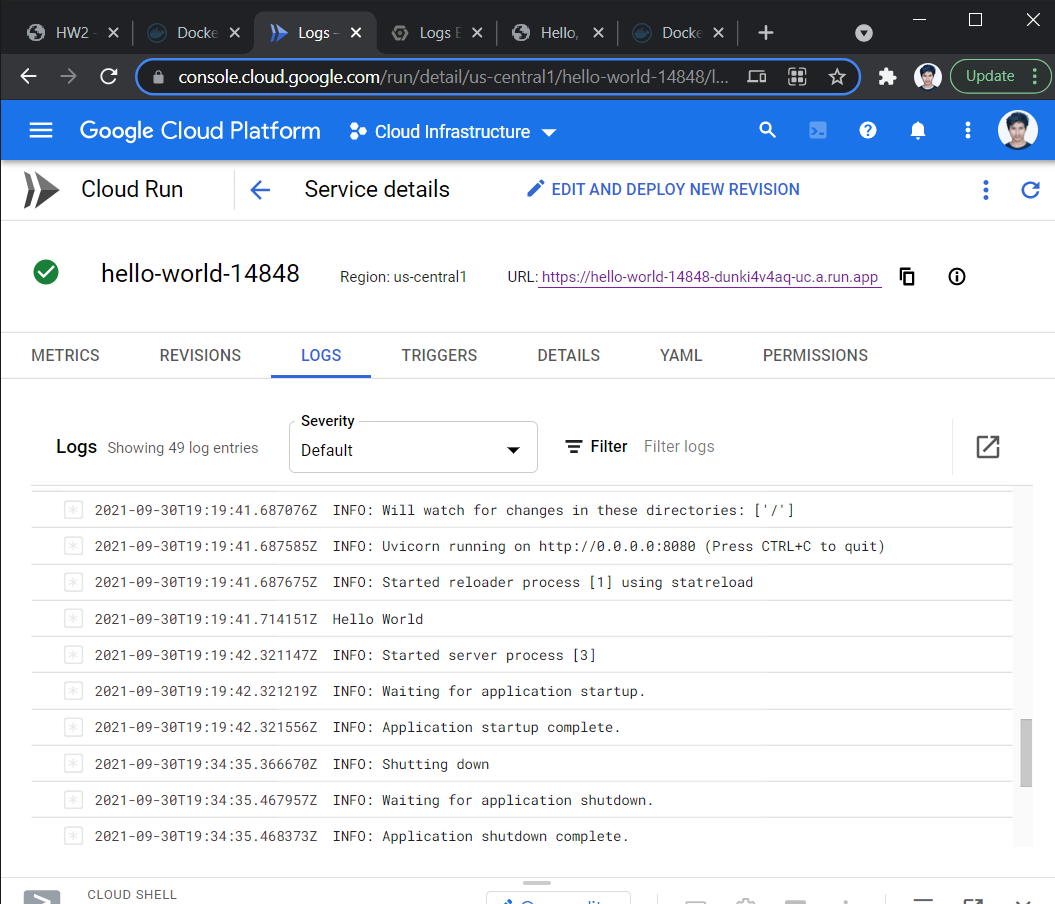 HW2 -
Docke
Logs –
Logs E
Hello,
Docke
console.cloud.google.com/run/detail/us-central1/hello-world-14848/l...
Update
Google Cloud Platform
Cloud Infrastructure
Cloud Run
Service details
EDIT AND DEPLOY NEW REVISION
hello-world-14848
Region: us-central1
URL: https://hello-world-14848-dunki4v4aq-uc.a.run.app
METRICS
REVISIONS
LOGS
TRIGGERS
DETAILS
YAML
PERMISSIONS
Logs
Showing 49 log entries
Severity
Default
Filter
Filter logs
2021-09-30T19:19:41.687076Z INFO: Will watch for changes in these directories: ['/']
2021-09-30T19:19:41.687585Z INFO: Uvicorn running on http://0.0.0.0:8080 (Press CTRL+C to quit)
2021-09-30T19:19:41.687675Z INFO: Started reloader process [1] using statreload
2021-09-30T19:19:41.714151Z Hello World
2021-09-30T19:19:42.321147Z INFO: Started server process [3]
2021-09-30T19:19:42.321219Z INFO: Waiting for application startup.
2021-09-30T19:19:42.321556Z INFO: Application startup complete.
2021-09-30T19:34:35.366670Z INFO: Shutting down
2021-09-30T19:34:35.467957Z INFO: Waiting for application shutdown.
2021-09-30T19:34:35.468373Z INFO: Application shutdown complete.
CLOUD SHELL